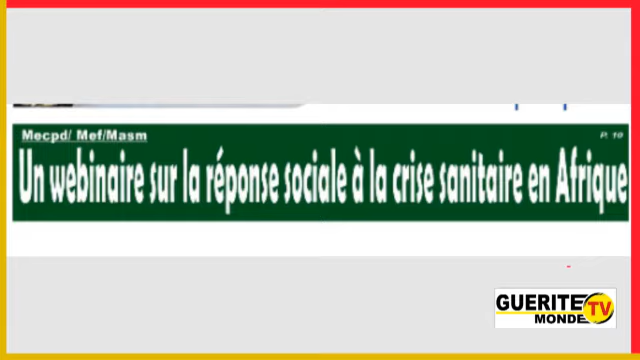 Mecpd/ Mef/Masm
P. 10
Un webinaire sur la réponse sociale à la crise sanitaire en Afrique
GUERITE TV
MONDE